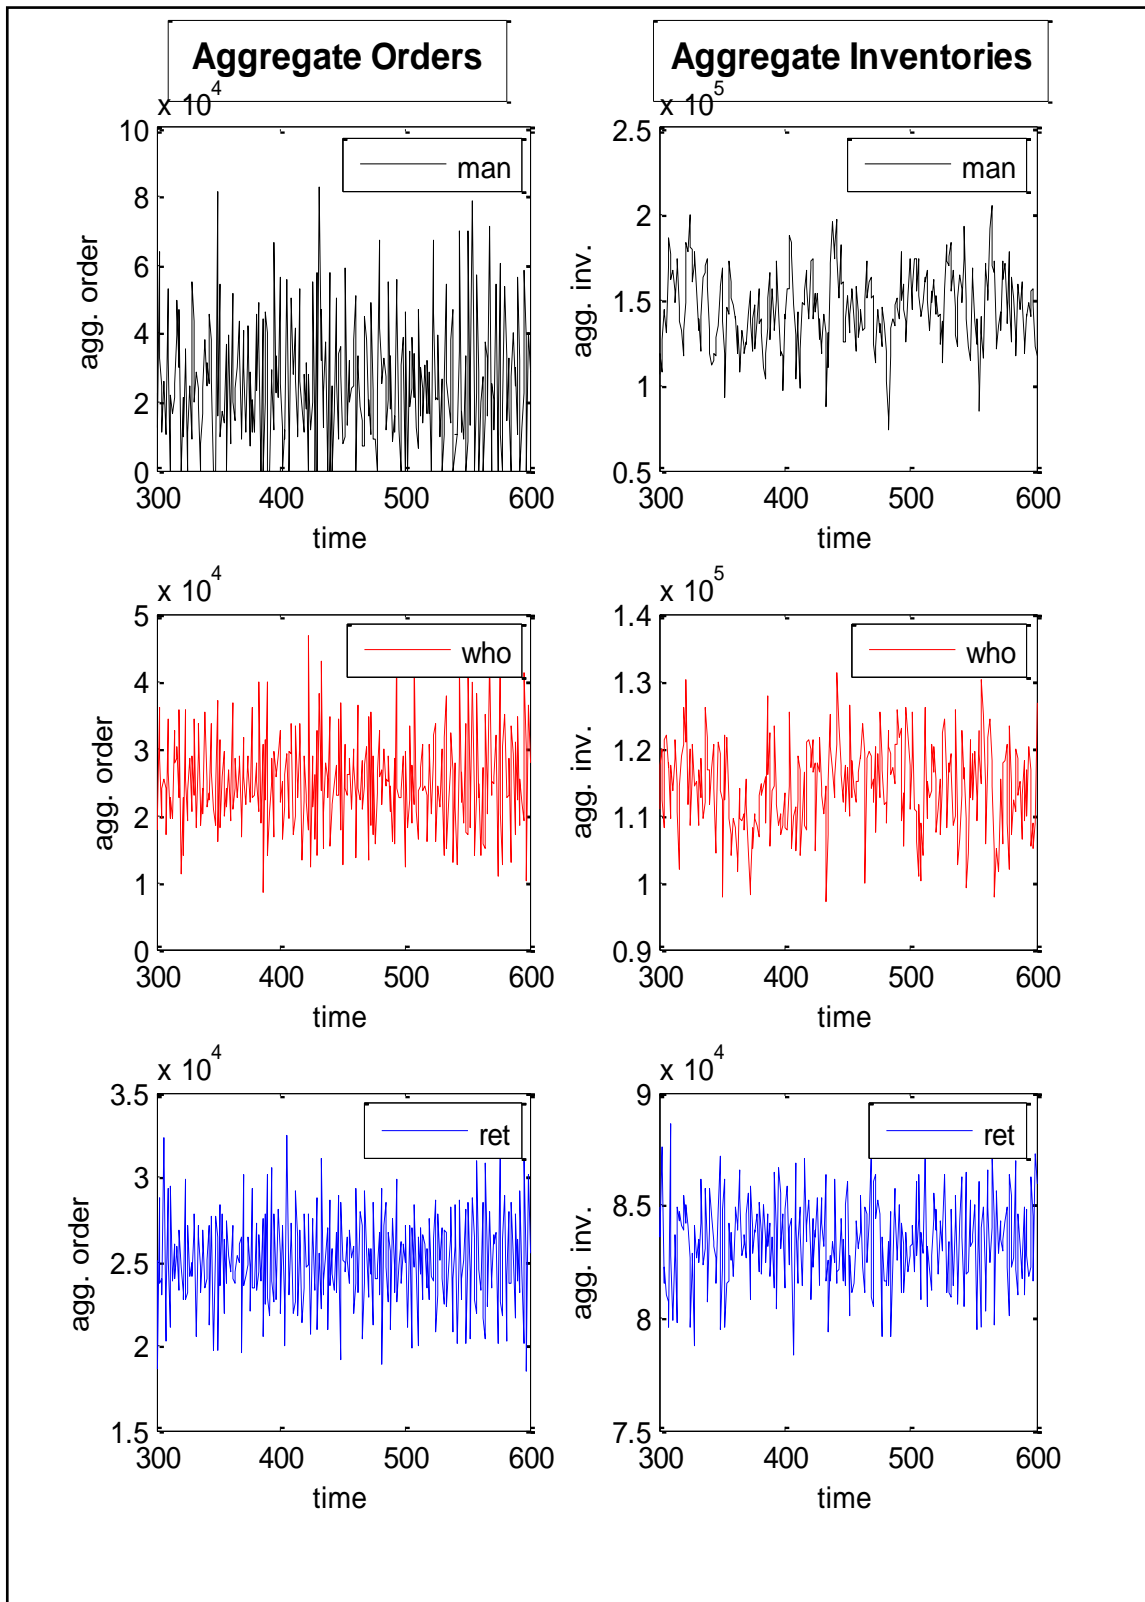 Aggregate Orders
Aggregate Inventories
x 10^4
10
8
6
4
2
0
agg. order
man
300 400 500 600
time
x 10^5
2.5
2
1.5
1
0.5
agg. inv.
man
300 400 500 600
time
x 10^4
5
4
3
2
1
0
agg. order
who
300 400 500 600
time
x 10^5
1.4
1.3
1.2
1.1
1
0.9
agg. inv.
who
300 400 500 600
time
x 10^4
3.5
3
2.5
2
1.5
agg. order
ret
300 400 500 600
time
x 10^4
9
8.5
8
7.5
agg. inv.
ret
300 400 500 600
time